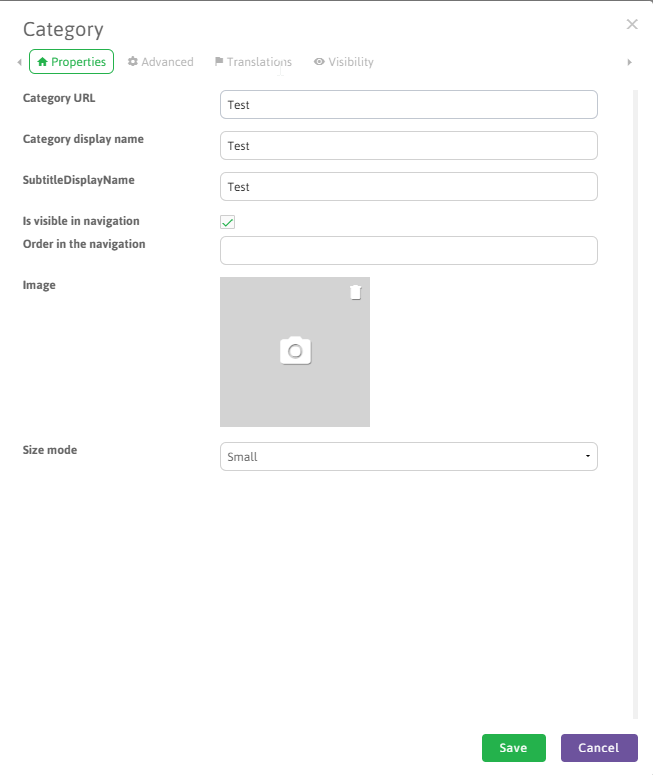 Category
Properties Advanced Translations Visibility
Category URL Test
Category display name Test
SubtitleDisplayName Test
Is visible in navigation
Order in the navigation
Image
Size mode Small
Save Cancel